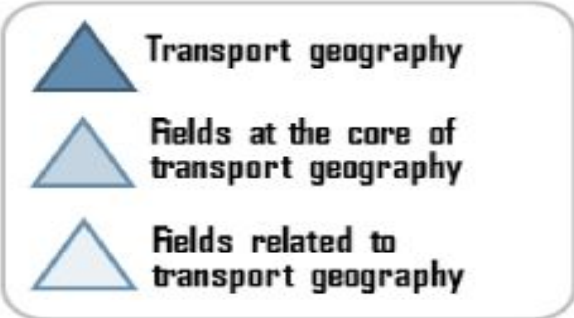 Transport geography
Fields at the core of
transport geography
Fields related to
transport geography